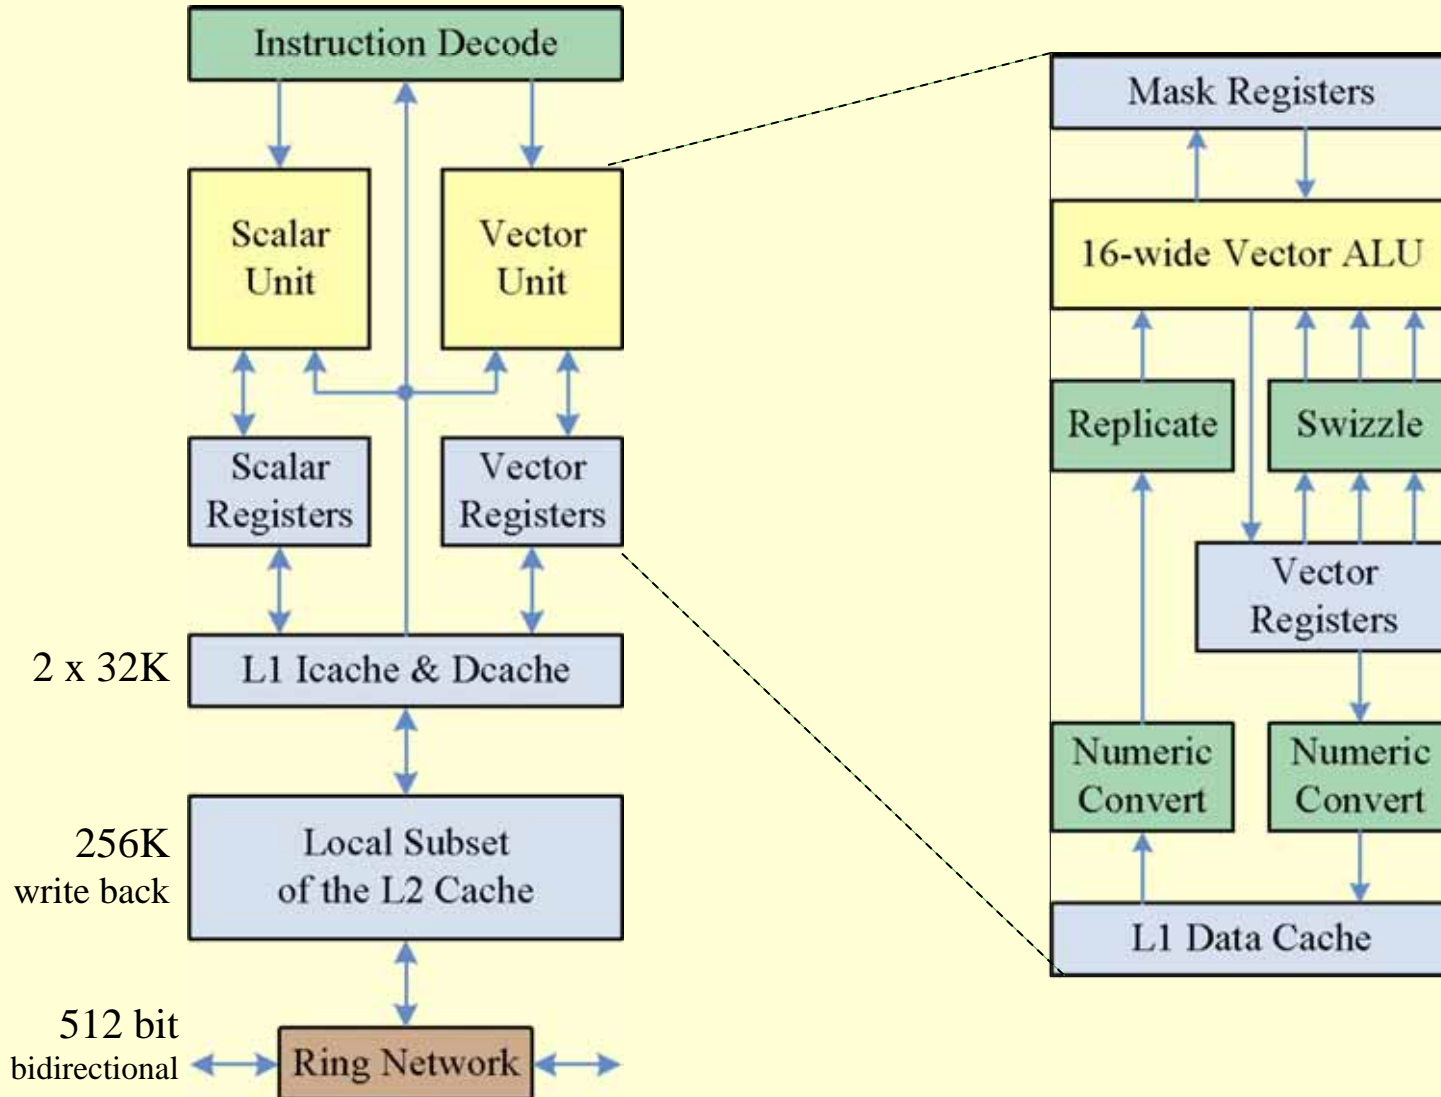 Instruction Decode
Scalar
Unit
Vector
Unit
Scalar
Registers
Vector
Registers
2 x 32K
L1 Icache & Dcache
256K
write back
Local Subset
of the L2 Cache
512 bit
bidirectional
Ring Network
Mask Registers
16-wide Vector ALU
Replicate
Swizzle
Vector
Registers
Numeric
Convert
Numeric
Convert
L1 Data Cache